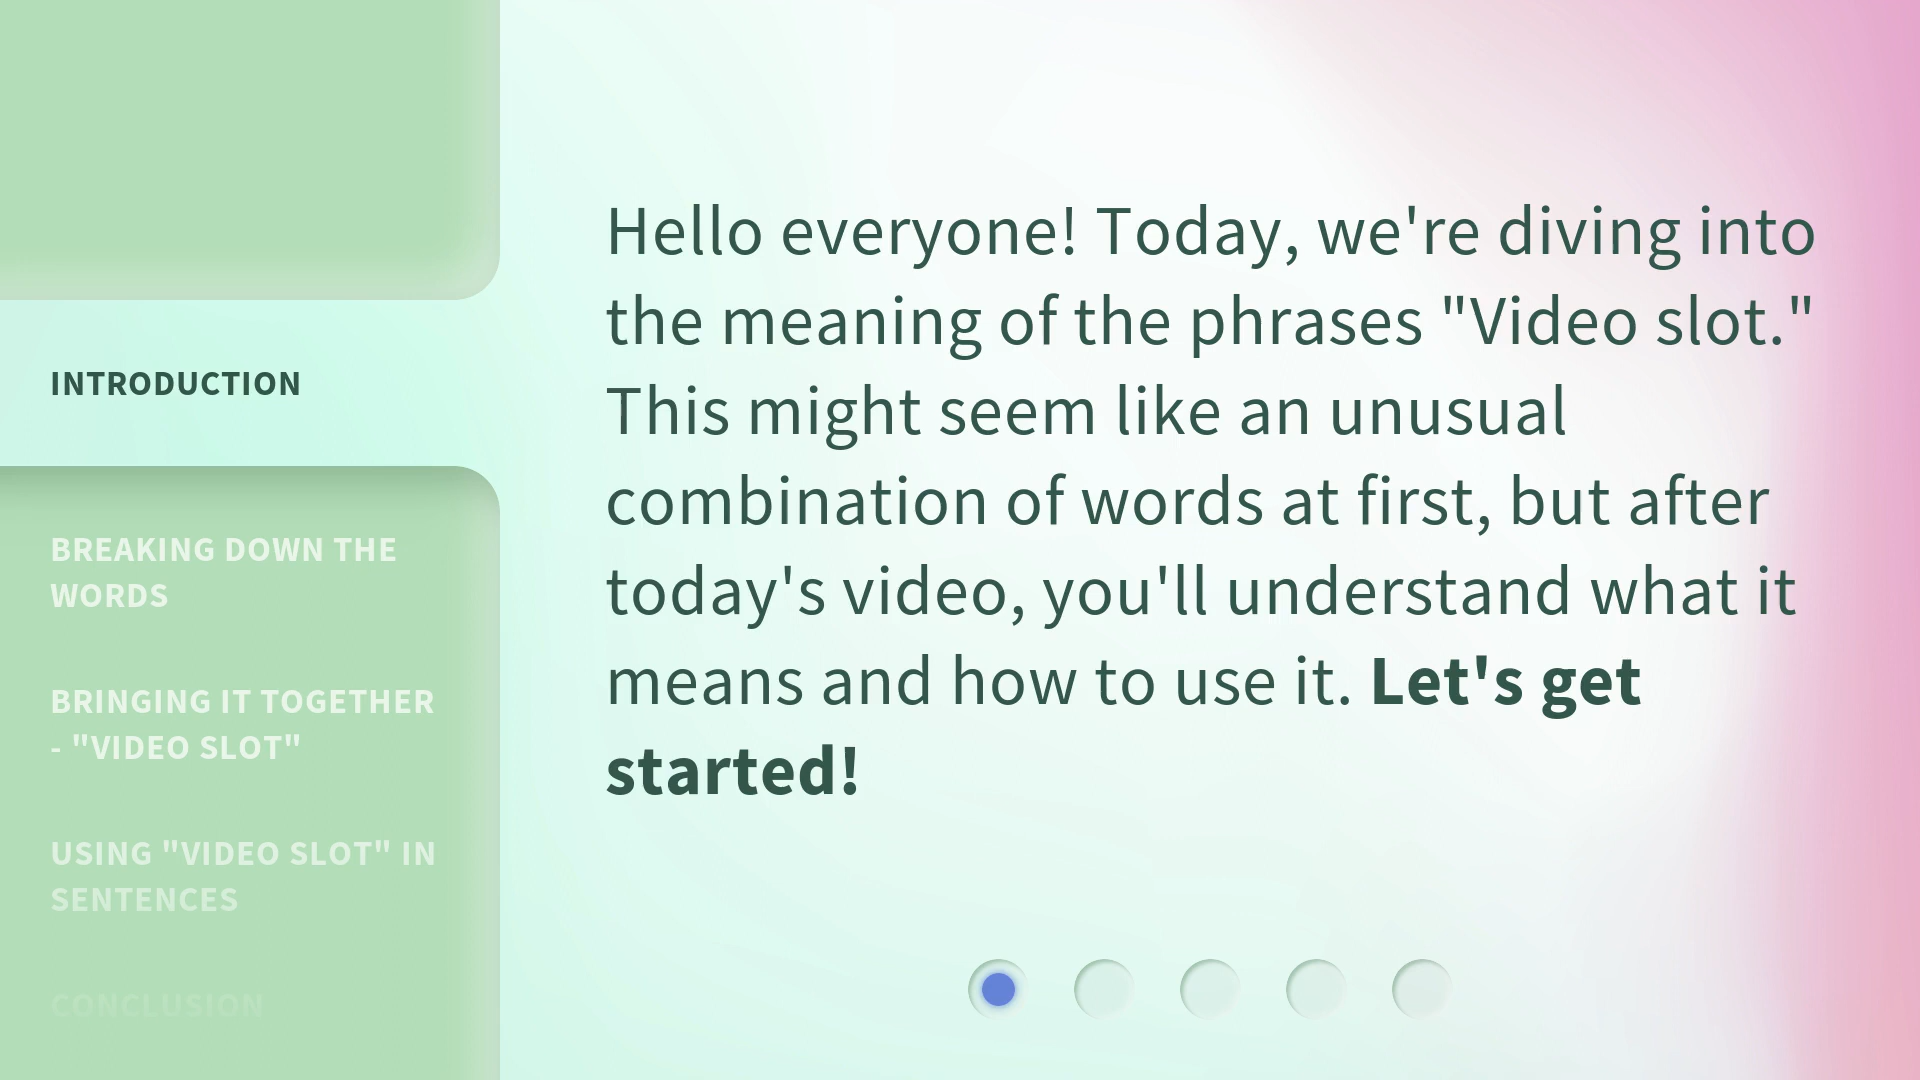 INTRODUCTION
BREAKING DOWN THE
WORDS
BRINGING IT TOGETHER
- "VIDEO SLOT"
USING "VIDEO SLOT" IN
SENTENCES
CONCLUSION
Hello everyone! Today, we're diving into
the meaning of the phrases "Video slot."
This might seem like an unusual
combination of words at first, but after
today's video, you'll understand what it
means and how to use it. Let's get
started!